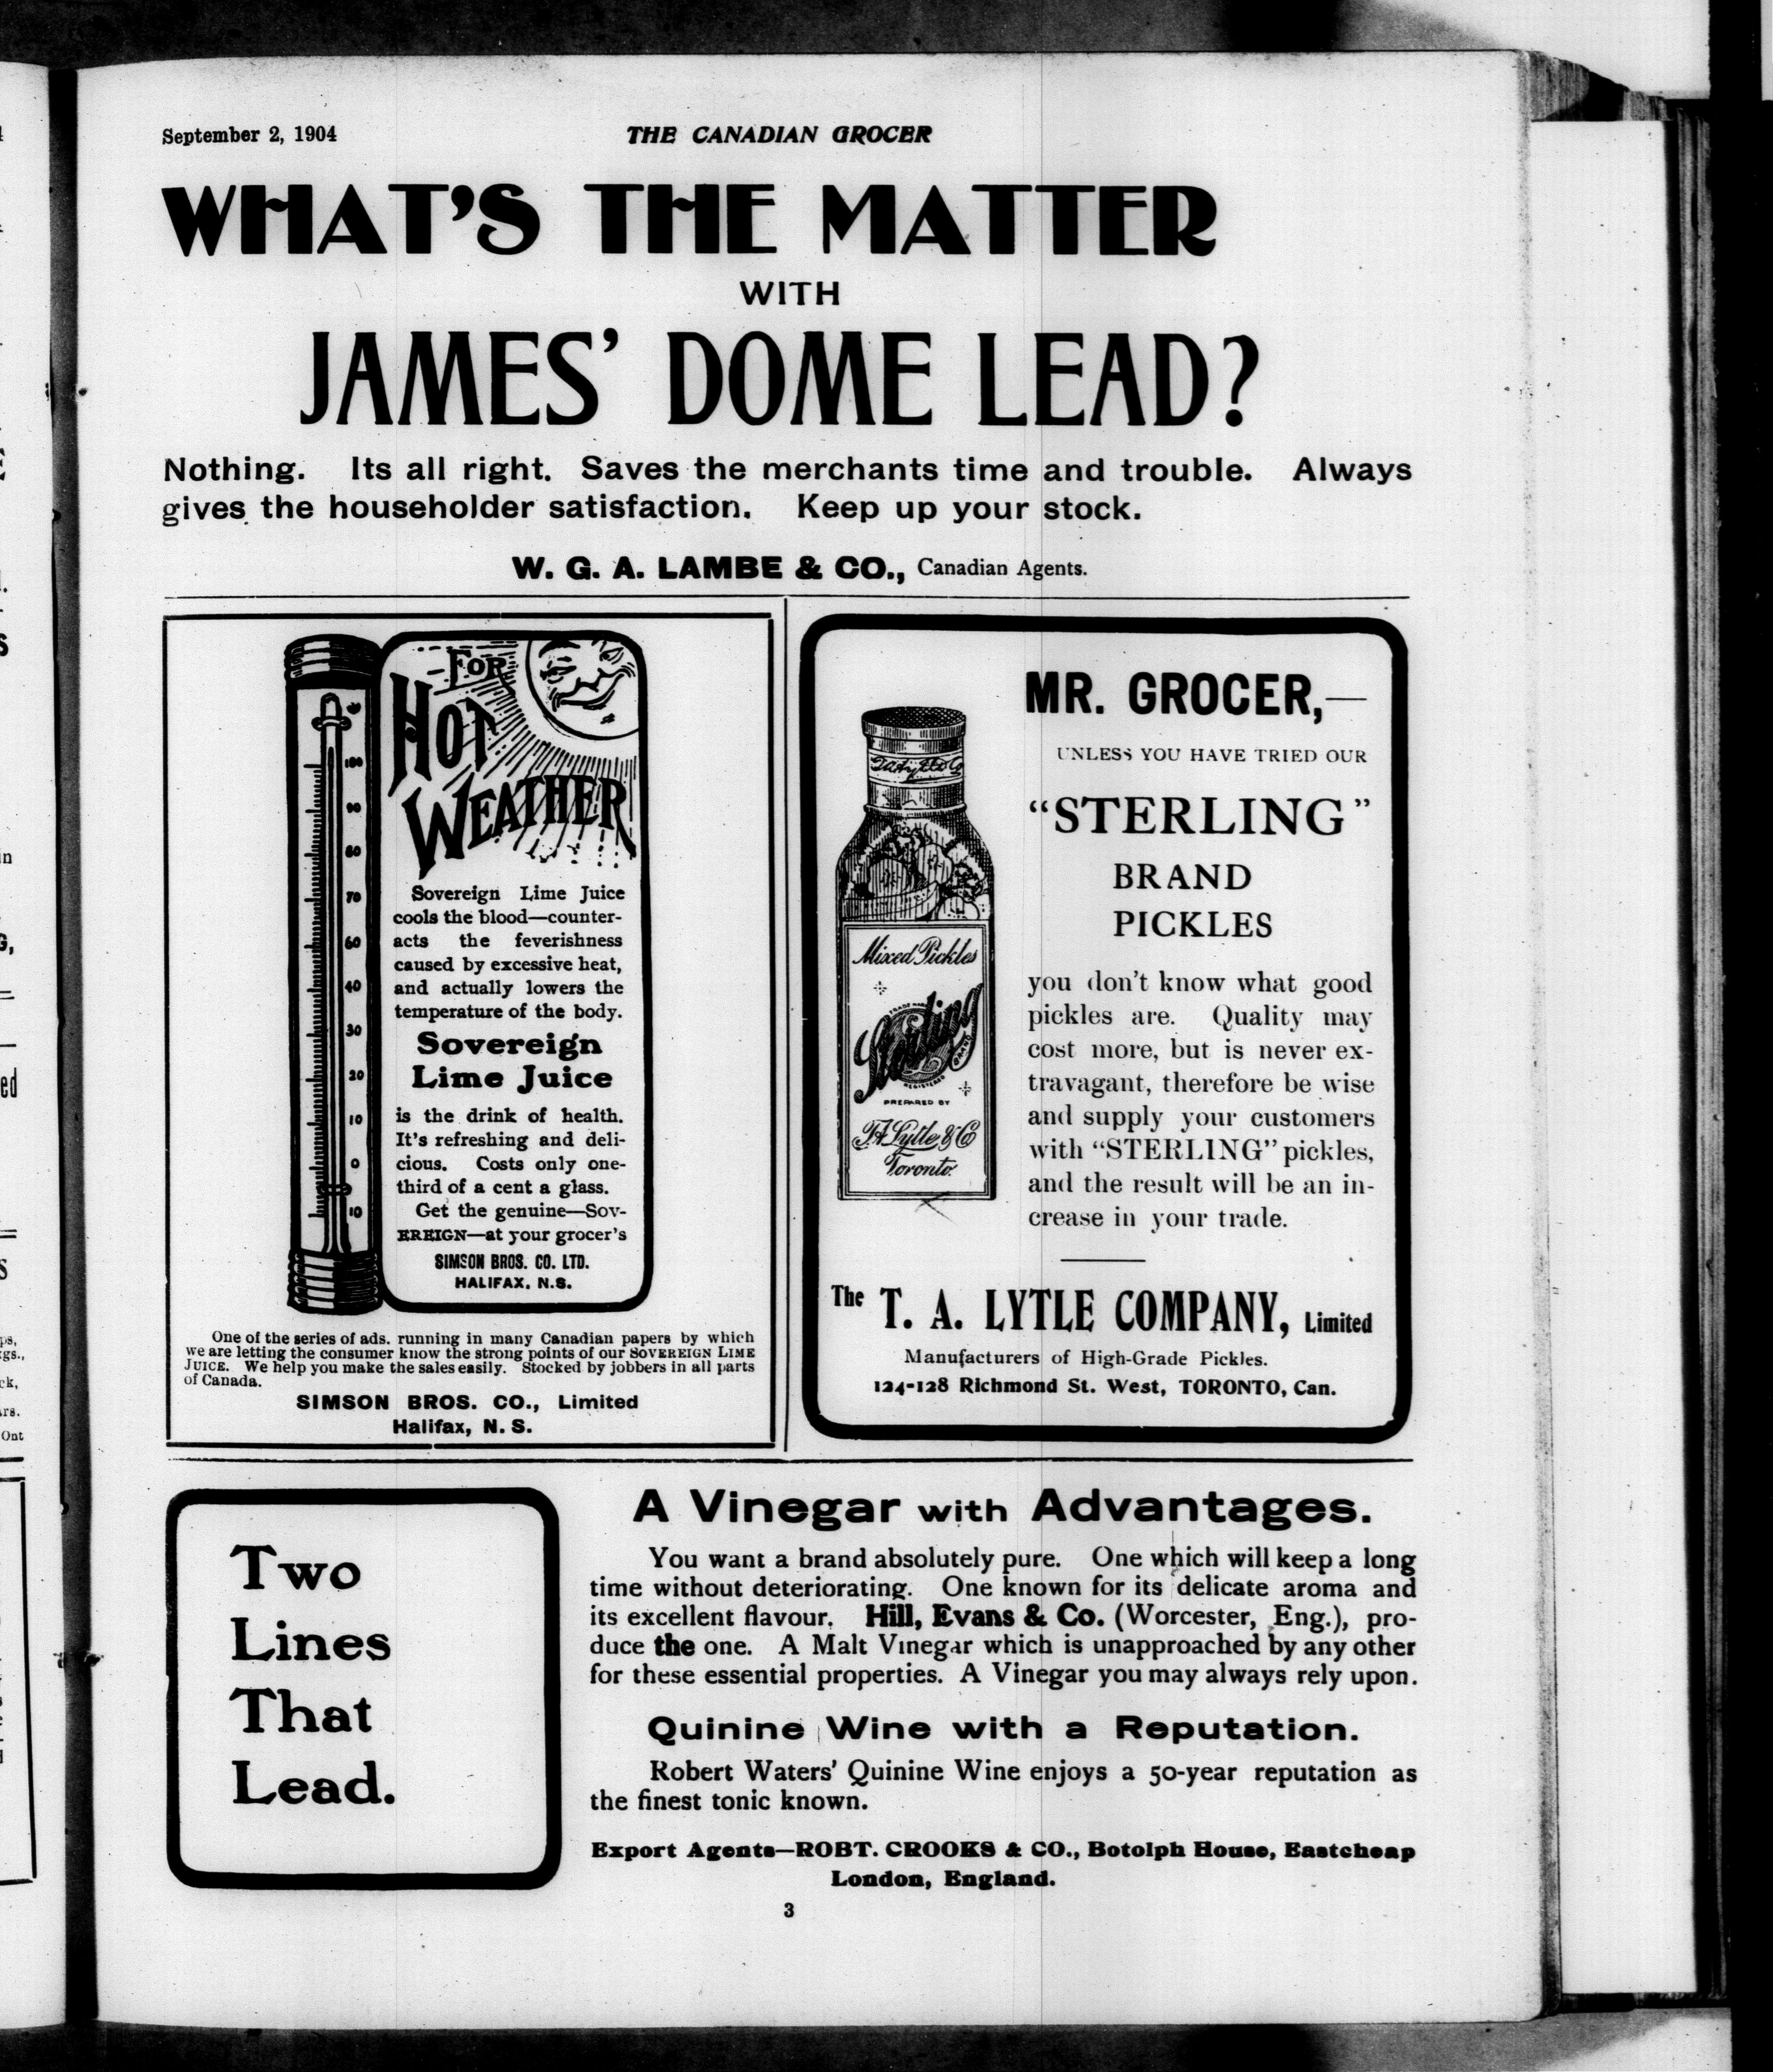 September 2, 1904
THE CANADIAN GROCER
WHAT'S THE MATTER
WITH
JAMES' DOME LEAD?
Nothing. Its all right. Saves the merchants time and trouble. Always
gives the householder satisfaction. Keep up your stock.
W. G. A. LAMBE & CO., Canadian Agents.
FOR
HOT
WEATHER
100
90
80
70
60
40
30
20
10
0
10
Sovereign Lime Juice
cools the blood—counter-
acts the feverishness
caused by excessive heat,
and actually lowers the
temperature of the body.
Sovereign
Lime Juice
is the drink of health.
It's refreshing and deli-
cious. Costs only one-
third of a cent a glass.
Get the genuine—SOV-
EREIGN—at your grocer's
SIMSON BROS. CO. LTD.
HALIFAX, N.S.
One of the series of ads. running in many Canadian papers by which
we are letting the consumer know the strong points of our SOVEREIGN LIME
JUICE. We help you make the sales easily. Stocked by jobbers in all parts
of Canada.
SIMSON BROS. CO., Limited
Halifax, N. S.
MR. GROCER,—
UNLESS YOU HAVE TRIED OUR
"STERLING"
BRAND
PICKLES
you don't know what good
pickles are. Quality may
cost more, but is never ex-
travagant, therefore be wise
and supply your customers
with "STERLING" pickles,
and the result will be an in-
crease in your trade.
Mixed Pickles
TRADE MARK
Sterling
BRAND
REGISTERED
PREPARED BY
T A Lytle & Co
Toronto.
The T. A. LYTLE COMPANY, Limited
Manufacturers of High-Grade Pickles.
124-128 Richmond St. West, TORONTO, Can.
Two
Lines
That
Lead.
A Vinegar with Advantages.
You want a brand absolutely pure. One which will keep a long
time without deteriorating. One known for its delicate aroma and
its excellent flavour. Hill, Evans & Co. (Worcester, Eng.), pro-
duce the one. A Malt Vinegar which is unapproached by any other
for these essential properties. A Vinegar you may always rely upon.
Quinine Wine with a Reputation.
Robert Waters' Quinine Wine enjoys a 50-year reputation as
the finest tonic known.
Export Agents—ROBT. CROOKS & CO., Botolph House, Eastcheap
London, England.
3